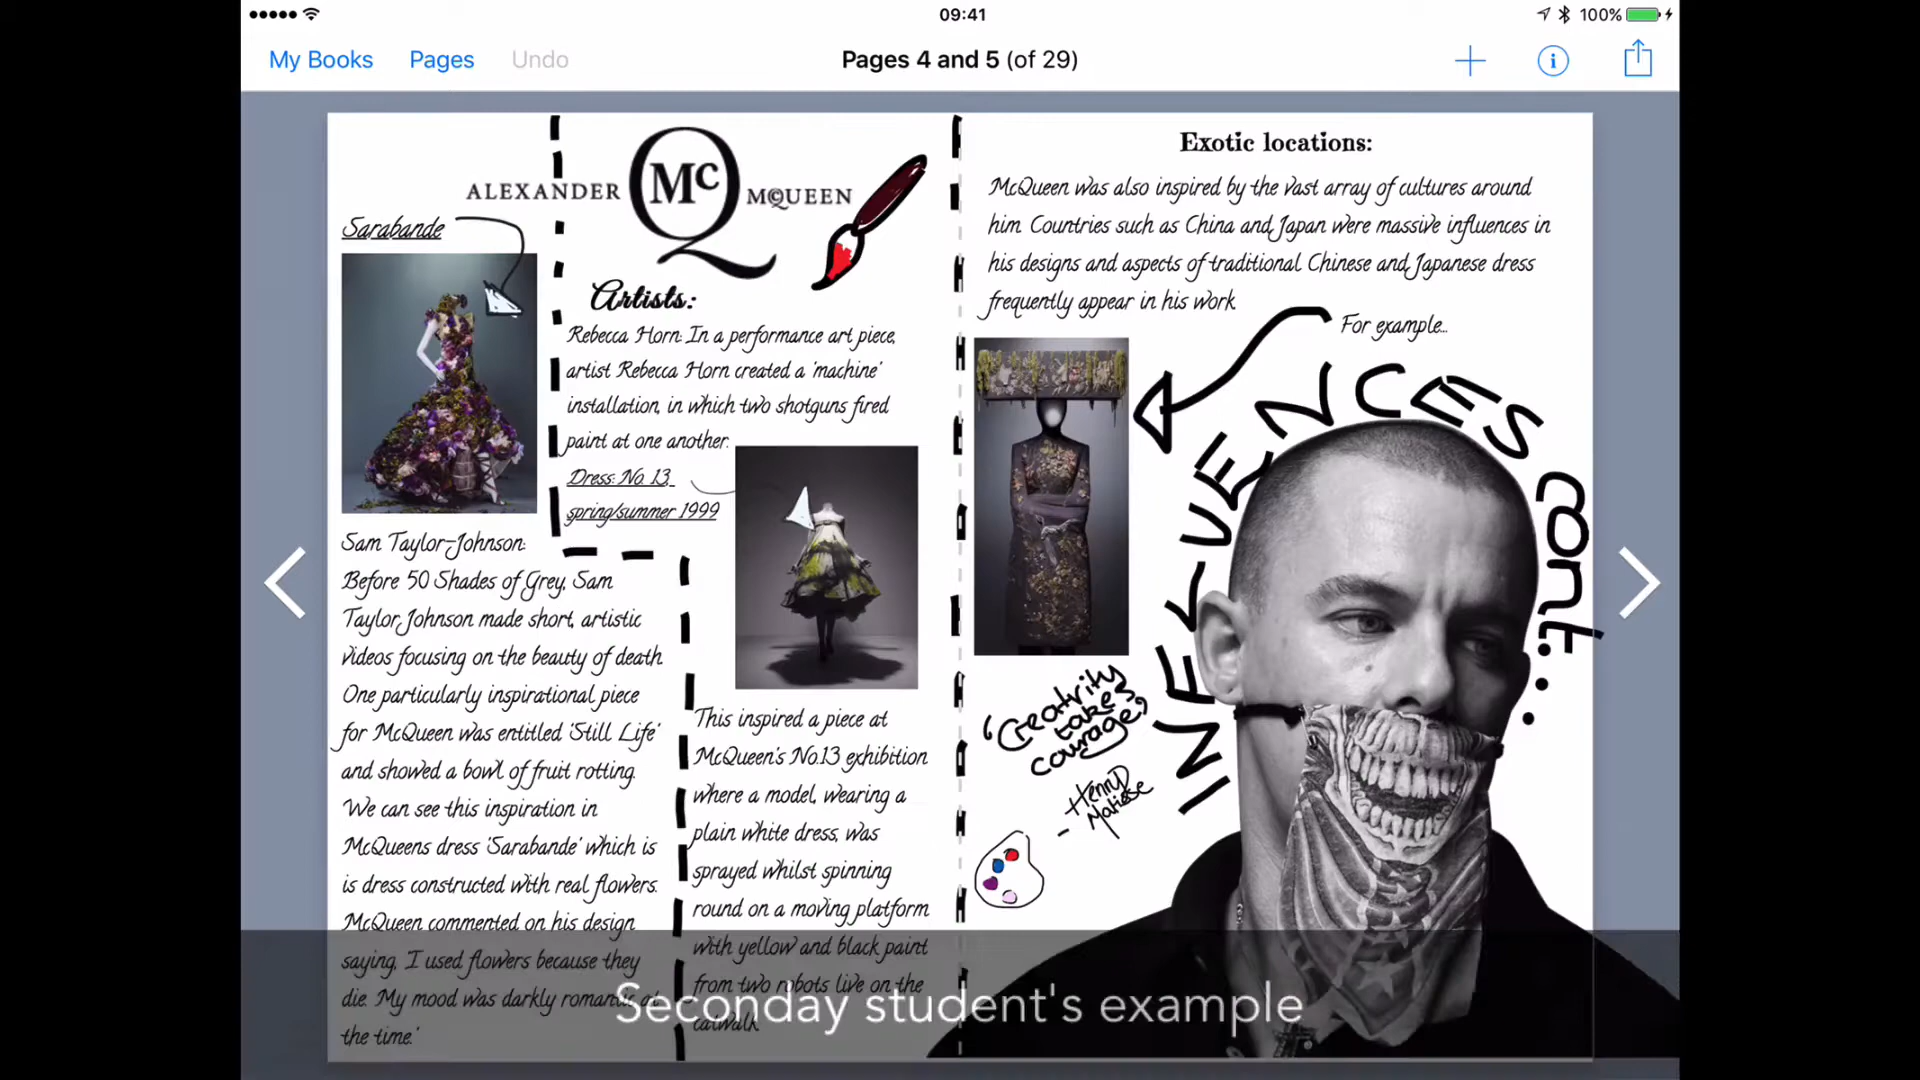 09:41
100%
My Books
Pages
Undo
Pages 4 and 5 (of 29)
ALEXANDER McQ McQUEEN
Sarabande
Sam Taylor-Johnson:
Before 50 Shades of Grey, Sam
Taylor Johnson made short, artistic
videos focusing on the beauty of death
One particularly inspirational piece
for McQueen was entitled 'Still Life'
and showed a bowl of fruit rotting.
We can see this inspiration in
McQueens dress 'Sarabande' which is
is dress constructed with real flowers.
McQueen commented on his design
saying, 'I used flowers because they
die. My mood was darkly romantic at
the time.'
Artists:
Rebecca Horn: In a performance art piece,
artist Rebecca Horn created a 'machine'
installation, in which two shotguns fired
paint at one another.
Dress: No. 13,
spring/summer 1999
This inspired a piece at
McQueen's No.13 exhibition
where a model, wearing a
plain white dress, was
sprayed whilst spinning
round on a moving platform
with yellow and black paint
from two robots live on the
catwalk.
Exotic locations:
McQueen was also inspired by the vast array of cultures around
him. Countries such as China and Japan were massive influences in
his designs and aspects of traditional Chinese and Japanese dress
frequently appear in his work.
For example...
INFLUENCES cont...
'Creativity
takes
courage'
- Henry
Matisse
Seconday student's example